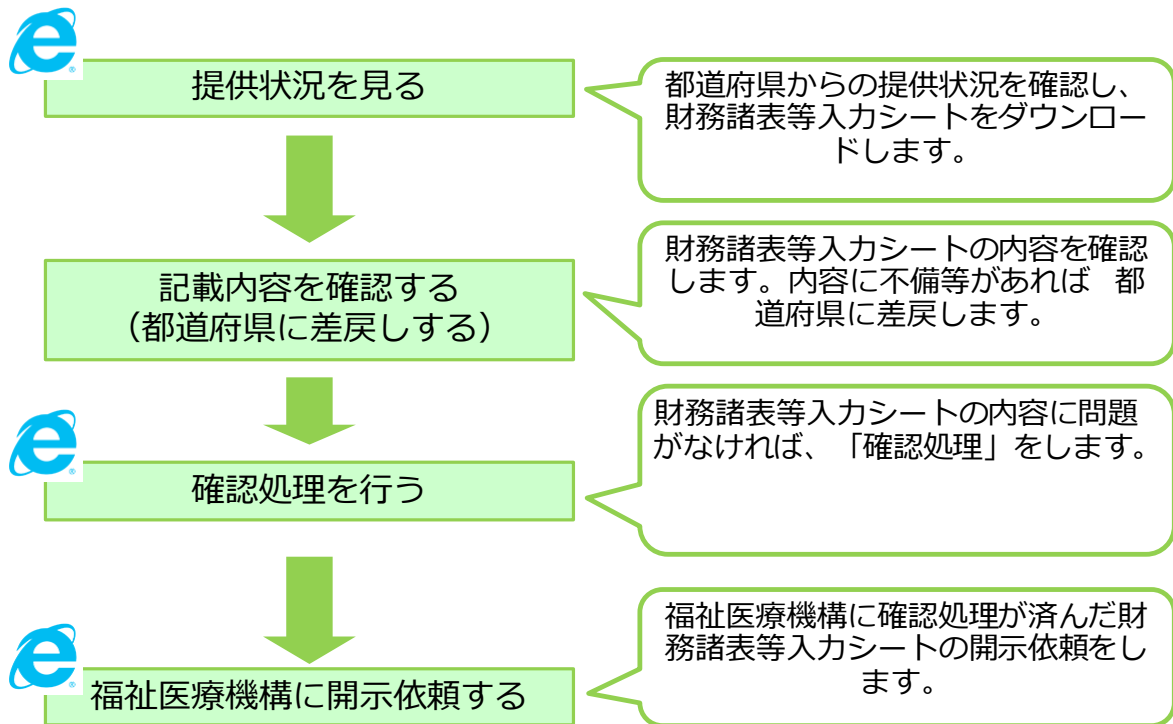 提供状況を見る
都道府県からの提供状況を確認し、
財務諸表等入力シートをダウンロー
ドします。
記載内容を確認する
（都道府県に差戻しする）
財務諸表等入力シートの内容を確認
します。内容に不備等があれば　都
道府県に差戻します。
確認処理を行う
財務諸表等入力シートの内容に問題
がなければ、「確認処理」をします。
福祉医療機構に開示依頼する
福祉医療機構に確認処理が済んだ財
務諸表等入力シートの開示依頼をし
ます。